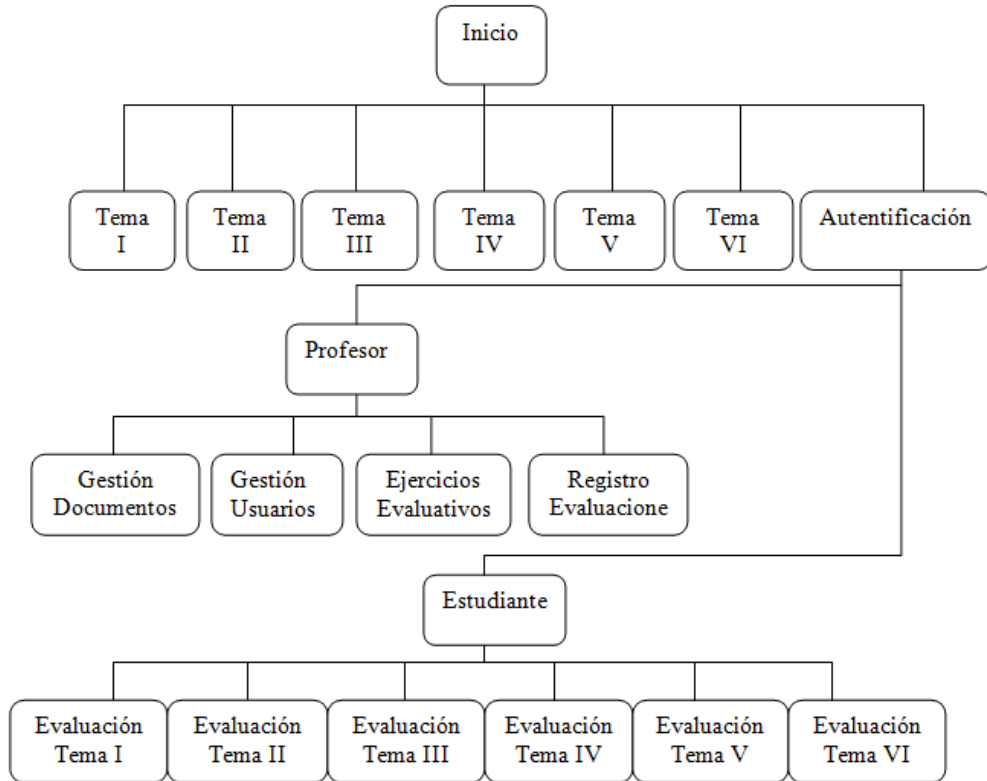 Inicio
Tema
I
Tema
II
Tema
III
Tema
IV
Tema
V
Tema
VI
Autentificación
Profesor
Gestión
Documentos
Gestión
Usuarios
Ejercicios
Evaluativos
Registro
Evaluacione
Estudiante
Evaluación
Tema I
Evaluación
Tema II
Evaluación
Tema III
Evaluación
Tema IV
Evaluación
Tema V
Evaluación
Tema VI